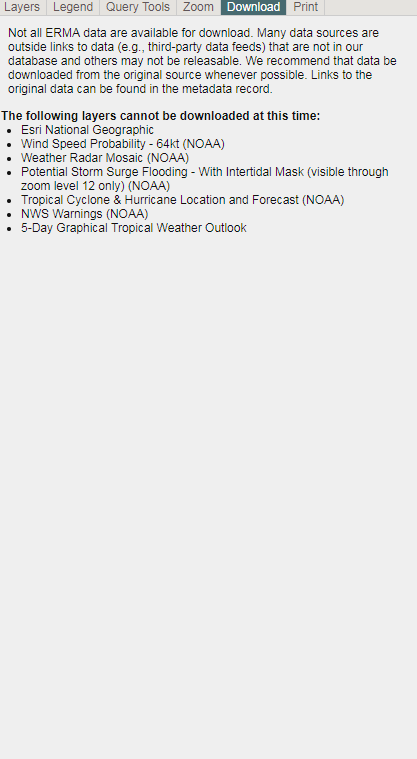 Layers Legend Query Tools Zoom Download Print
Not all ERMA data are available for download. Many data sources are
outside links to data (e.g., third-party data feeds) that are not in our
database and others may not be releasable. We recommend that data be
downloaded from the original source whenever possible. Links to the
original data can be found in the metadata record.
The following layers cannot be downloaded at this time:
• Esri National Geographic
• Wind Speed Probability - 64kt (NOAA)
• Weather Radar Mosaic (NOAA)
• Potential Storm Surge Flooding - With Intertidal Mask (visible through
zoom level 12 only) (NOAA)
• Tropical Cyclone & Hurricane Location and Forecast (NOAA)
• NWS Warnings (NOAA)
• 5-Day Graphical Tropical Weather Outlook